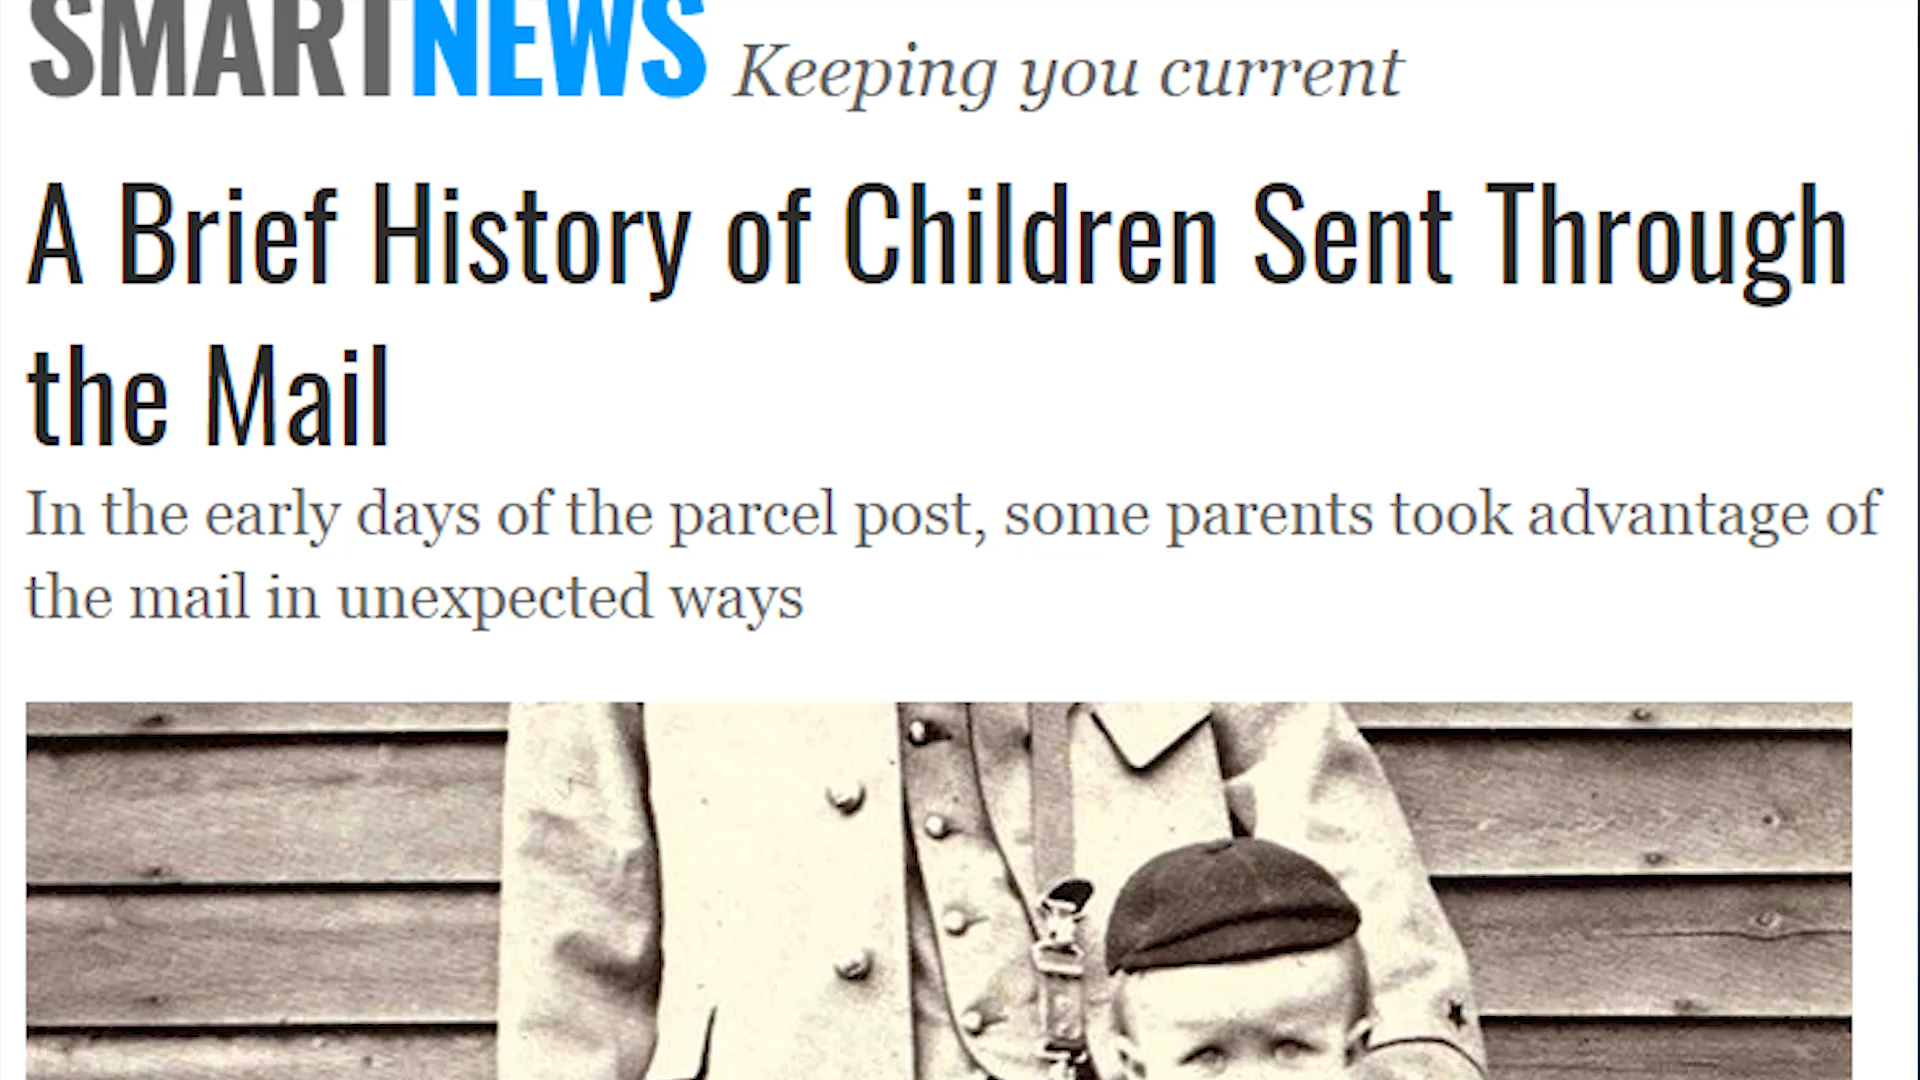 SMARTNEWS Keeping you current
A Brief History of Children Sent Through
the Mail
In the early days of the parcel post, some parents took advantage of
the mail in unexpected ways